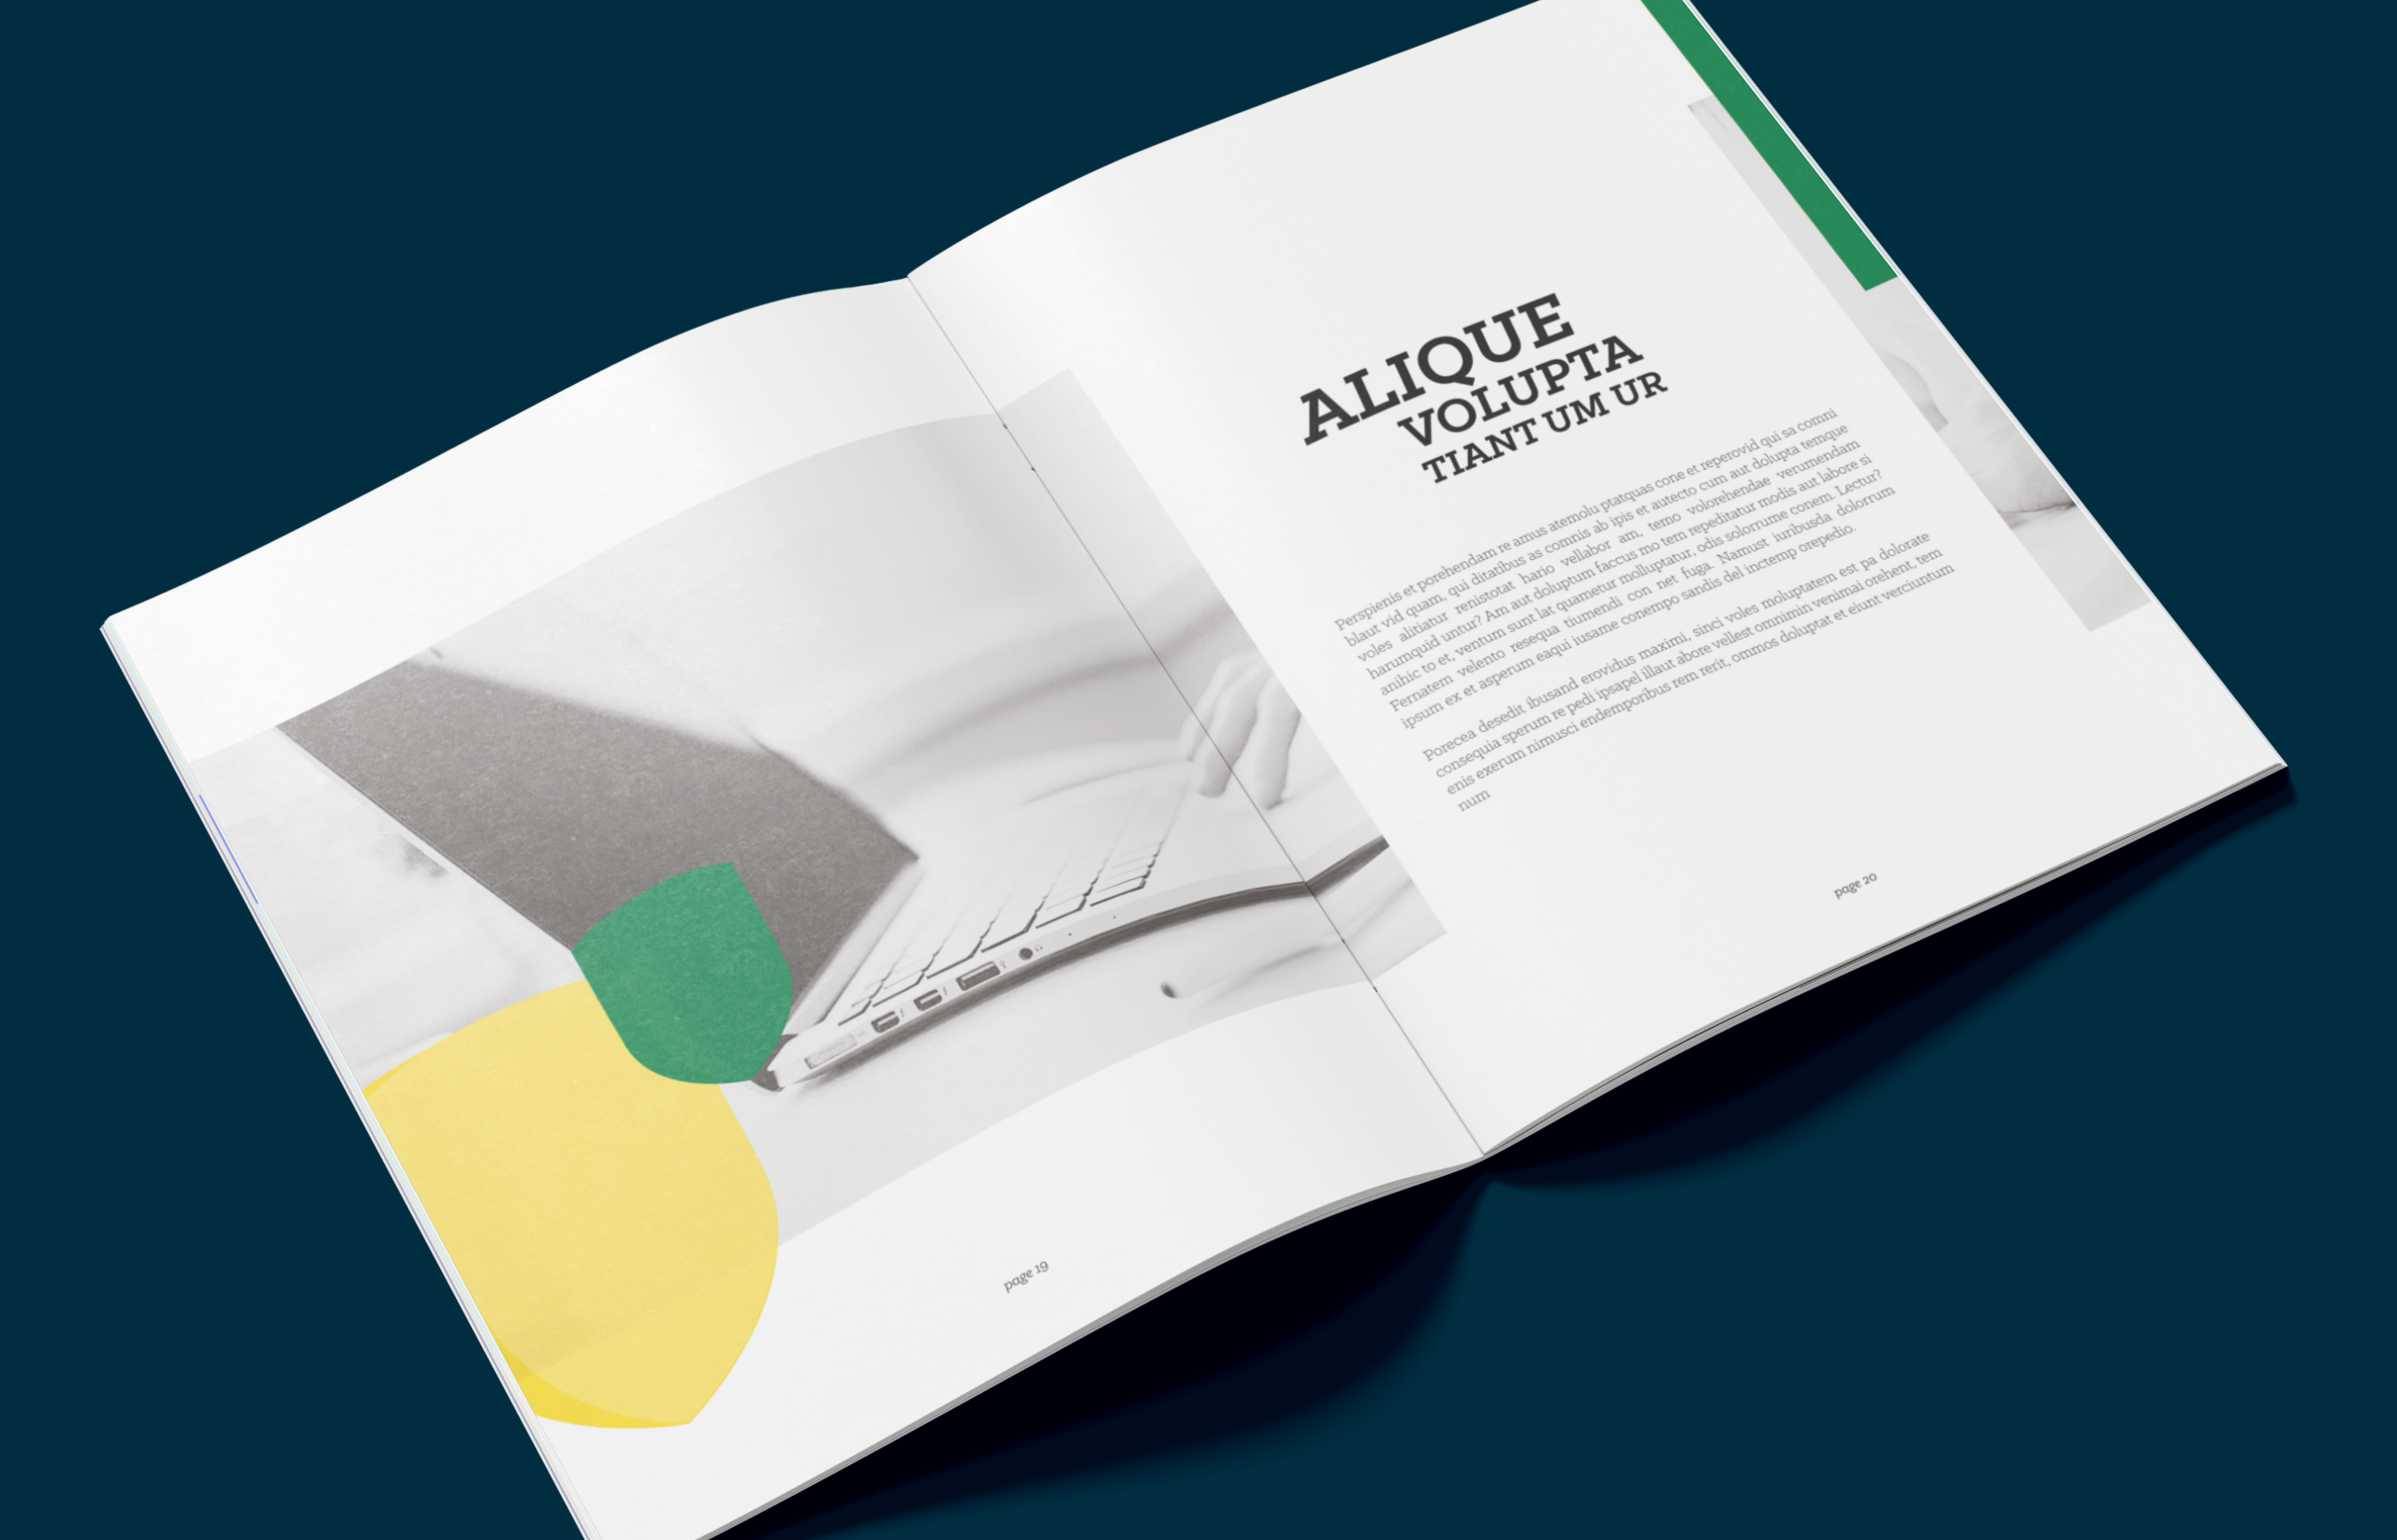 ALIQUE
VOLUPTA
TIANT UM UR
Perspienis et porehendam re amus atemolu ptatquas cone et reperovid qui sa comni
blaut vid quam, qui ditatibus as comnis ab ipis et autecto cum aut dolupta temque
voles alitiatur renistotat hario vellabor am, temo volorehendae verumendam
harumquid untur? Am aut doluptum faccus mo tem repeditatur modis aut labore si
anihic to et, ventum sunt lat quametur molluptatur, odis solorrume conem. Lectur?
Fernatem velento resequa tiumendi con net fuga. Namust iuribusda dolorrum
ipsum ex et asperum eaqui iusame conempo sandis del inctemp orepedio.
Porecea desedit ibusand erovidus maximi, sinci voles moluptatem est pa dolorate
consequia sperum re pedi ipsapel illaut abore vellest omnimin venimai orehent, tem
enis exerum nimusci endemporibus rem rerit, ommos doluptat et eiunt verciuntum
num
page 19
page 20